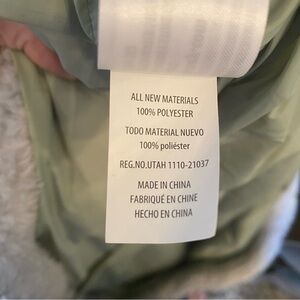 ALL NEW MATERIALS
100% POLYESTER
TODO MATERIAL NUEVO
100% poliéster
REG.NO.UTAH 1110-21037
MADE IN CHINA
FABRIQUÉ EN CHINE
HECHO EN CHINA